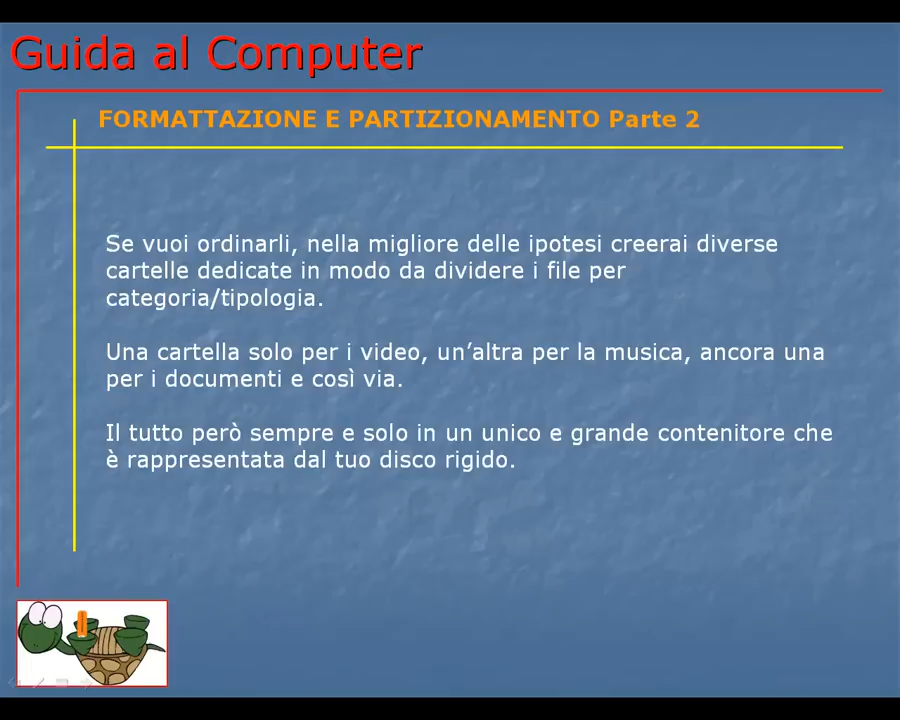 Guida al Computer
FORMATTAZIONE E PARTIZIONAMENTO Parte 2
Se vuoi ordinarli, nella migliore delle ipotesi creerai diverse
cartelle dedicate in modo da dividere i file per
categoria/tipologia.
Una cartella solo per i video, un’altra per la musica, ancora una
per i documenti e così via.
Il tutto però sempre e solo in un unico e grande contenitore che
è rappresentata dal tuo disco rigido.